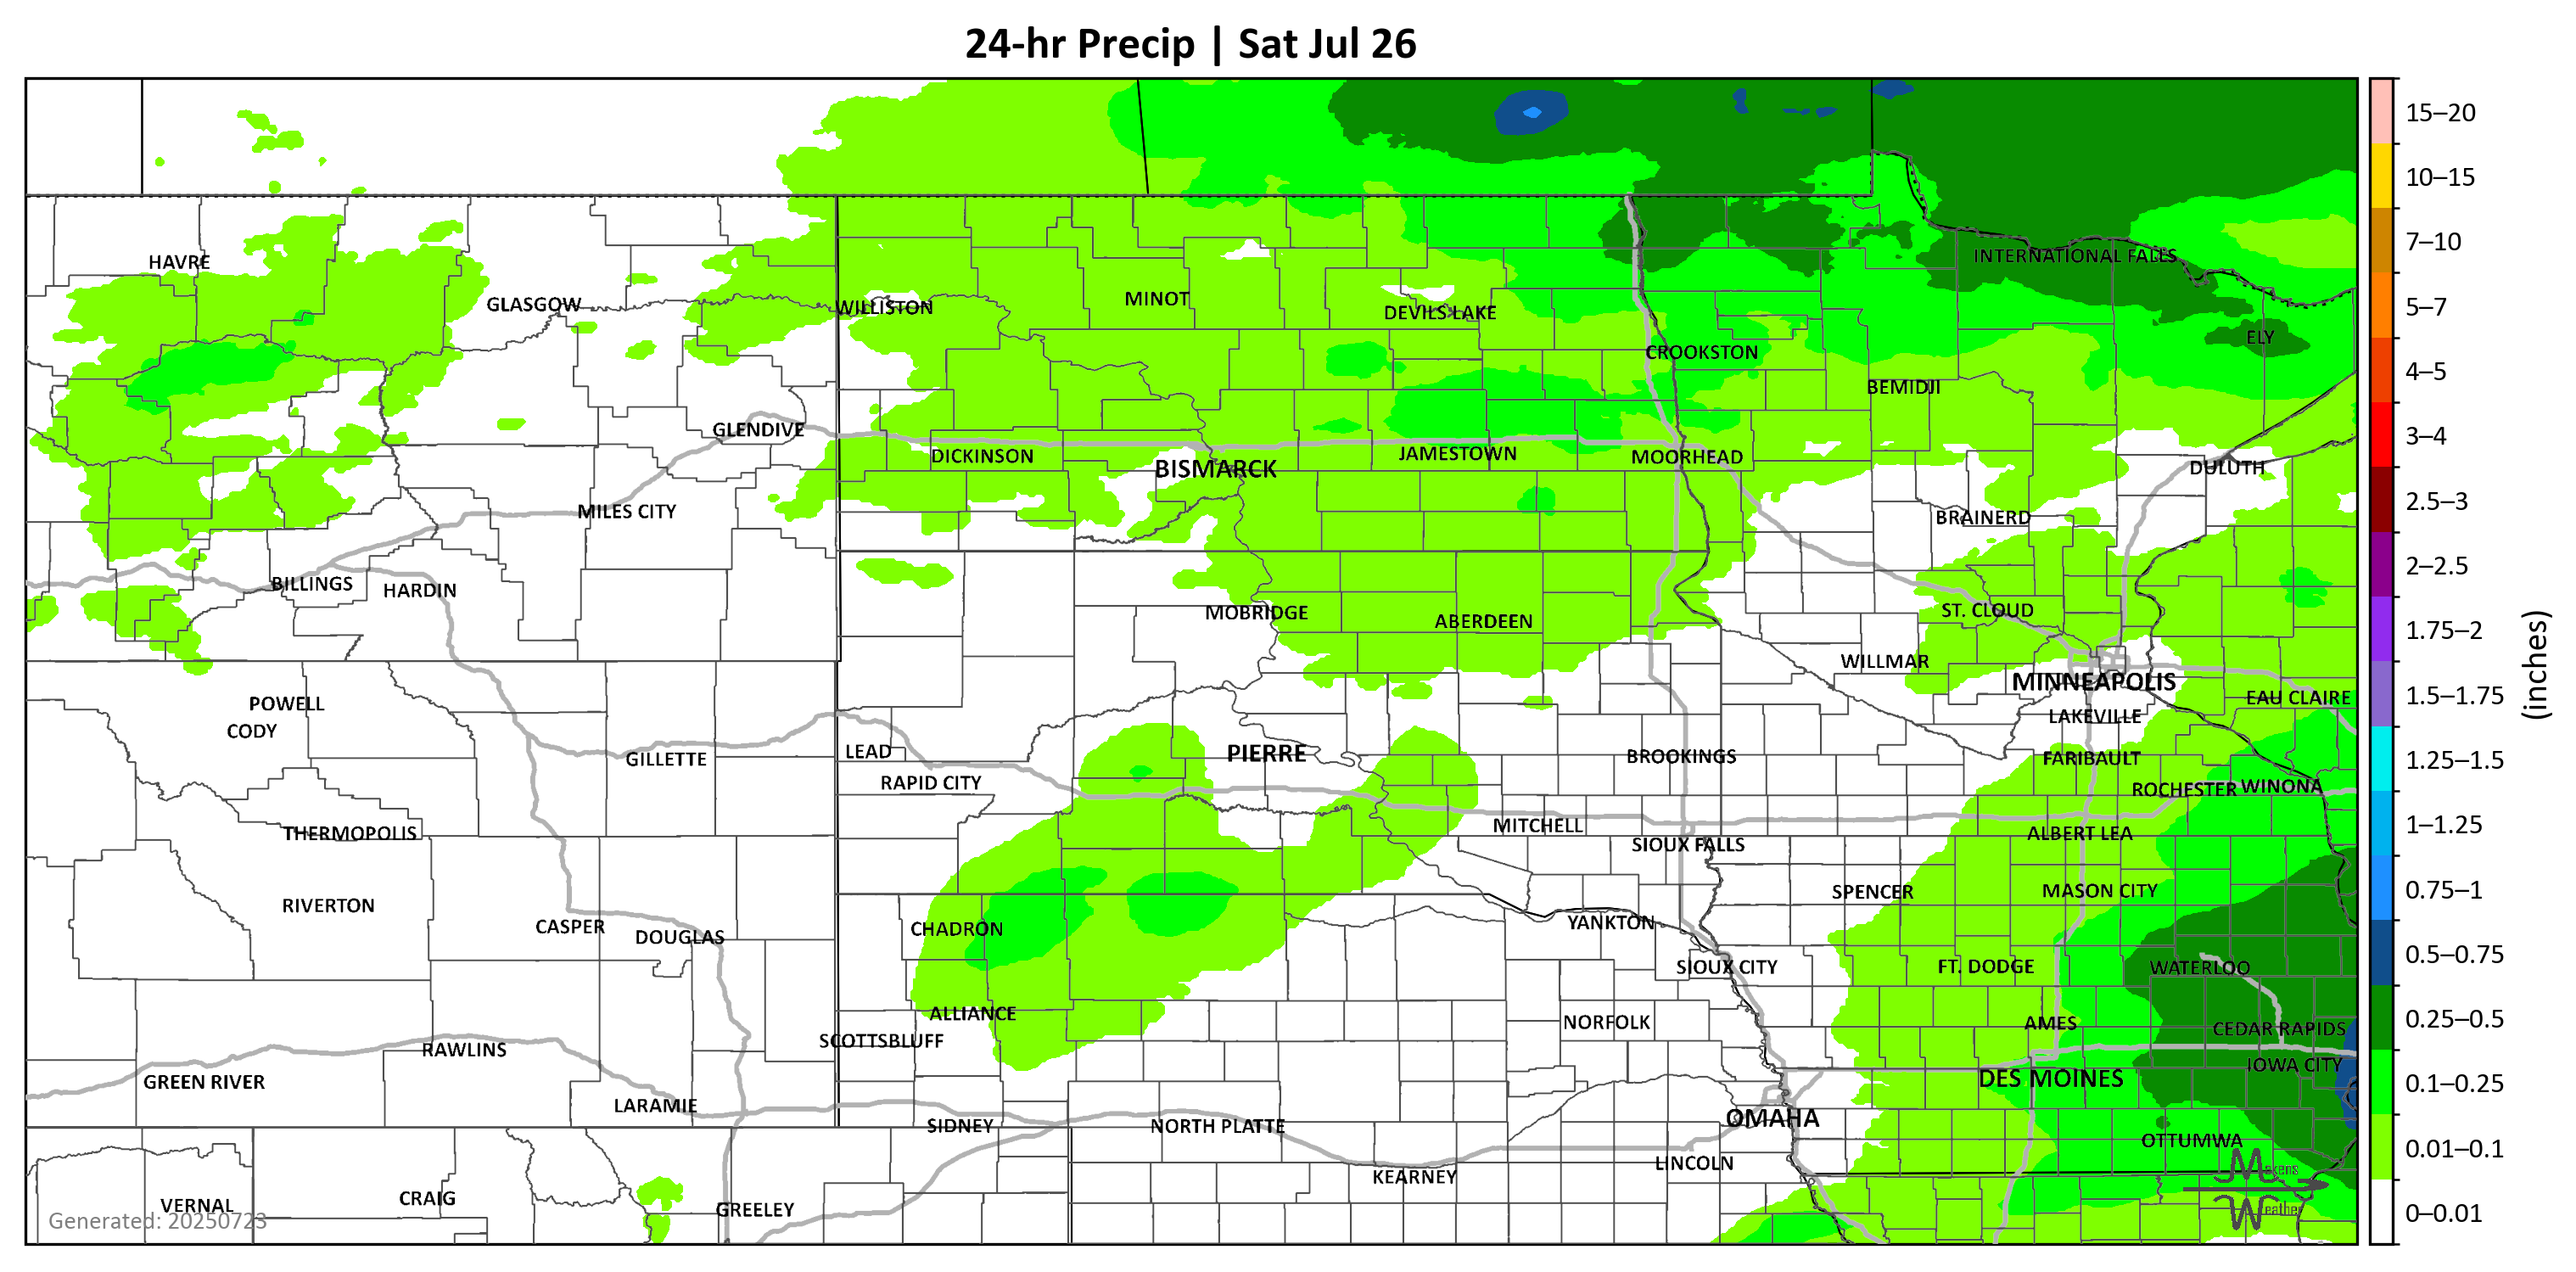 24-hr Precip | Sat Jul 26
15–20
10–15
7–10
5–7
4–5
3–4
2.5–3
2–2.5
1.75–2
1.5–1.75
1.25–1.5
1–1.25
0.75–1
0.5–0.75
0.25–0.5
0.1–0.25
0.01–0.1
0–0.01
(inches)
HAVRE
INTERNATIONAL FALLS
GLASGOW
WILLISTON
MINOT
DEVILS LAKE
ELY
CROOKSTON
BEMIDJI
GLENDIVE
DICKINSON
BISMARCK
JAMESTOWN
MOORHEAD
DULUTH
MILES CITY
BRAINERD
BILLINGS
HARDIN
MOBRIDGE
ABERDEEN
ST. CLOUD
WILLMAR
MINNEAPOLIS
EAU CLAIRE
POWELL
CODY
LAKEVILLE
GILLETTE
LEAD
PIERRE
BROOKINGS
FARIBAULT
RAPID CITY
ROCHESTER
WINONA
THERMOPOLIS
MITCHELL
SIOUX FALLS
ALBERT LEA
RIVERTON
SPENCER
MASON CITY
CASPER
DOUGLAS
CHADRON
YANKTON
SIOUX CITY
FT. DODGE
WATERLOO
ALLIANCE
SCOTTSBLUFF
NORFOLK
AMES
CEDAR RAPIDS
RAWLINS
IOWA CITY
GREEN RIVER
DES MOINES
LARAMIE
SIDNEY
NORTH PLATTE
OMAHA
OTTUMWA
LINCOLN
KEARNEY
VERNAL
CRAIG
GREELEY
Generated: 20250723
Makens
Weather